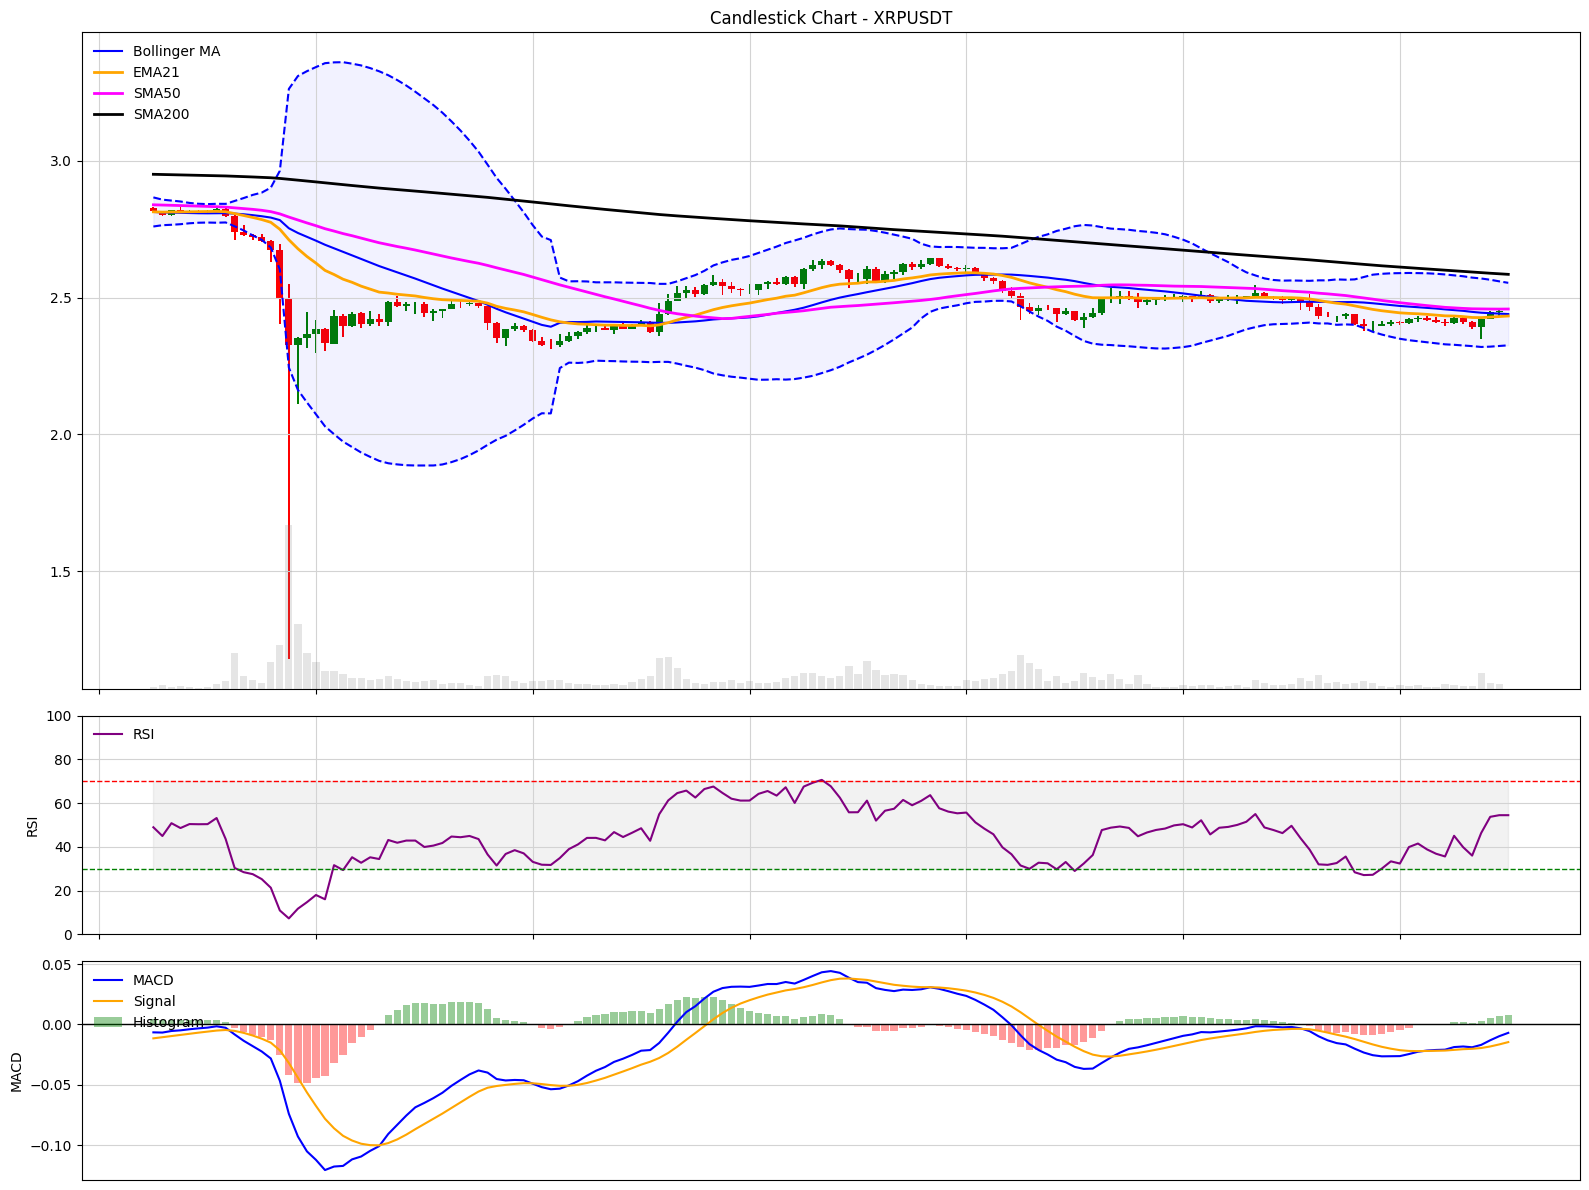 Candlestick Chart - XRPUSDT
Bollinger MA
EMA21
SMA50
SMA200
3.0
2.5
2.0
1.5
100
RSI
80
60
RSI
40
20
0
0.05
MACD
Signal
Histogram
0.00
MACD
−0.05
−0.10